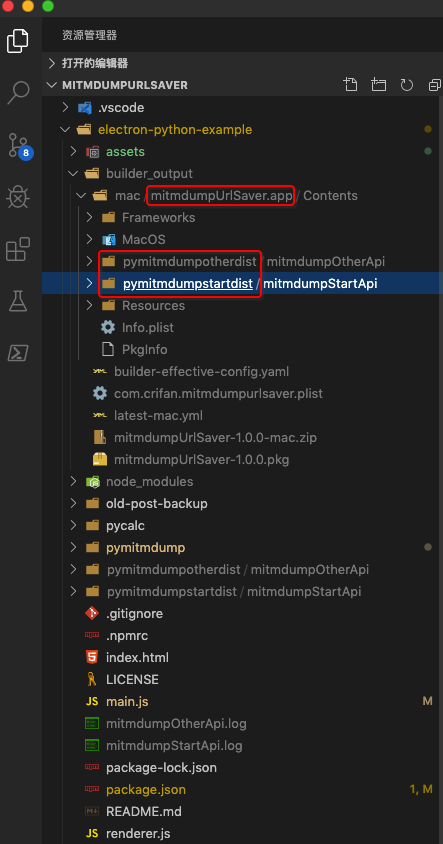 资源管理器
打开的编辑器
MITMDUMPURLSAVER
.vscode
8
electron-python-example
assets
builder_output
mac / mitmdumpUrlSaver.app / Contents
Frameworks
MacOS
pymitmdumpotherdist / mitmdumpOtherApi
pymitmdumpstartdist / mitmdumpStartApi
Resources
Info.plist
PkgInfo
builder-effective-config.yaml
com.crifan.mitmdumpurlsaver.plist
latest-mac.yml
mitmdumpUrlSaver-1.0.0-mac.zip
mitmdumpUrlSaver-1.0.0.pkg
node_modules
old-post-backup
pycalc
pymitmdump
pymitmdumpotherdist / mitmdumpOtherApi
pymitmdumpstartdist / mitmdumpStartApi
.gitignore
.npmrc
index.html
LICENSE
JS main.js M
mitmdumpOtherApi.log
mitmdumpStartApi.log
package-lock.json
package.json 1, M
README.md
JS renderer.js